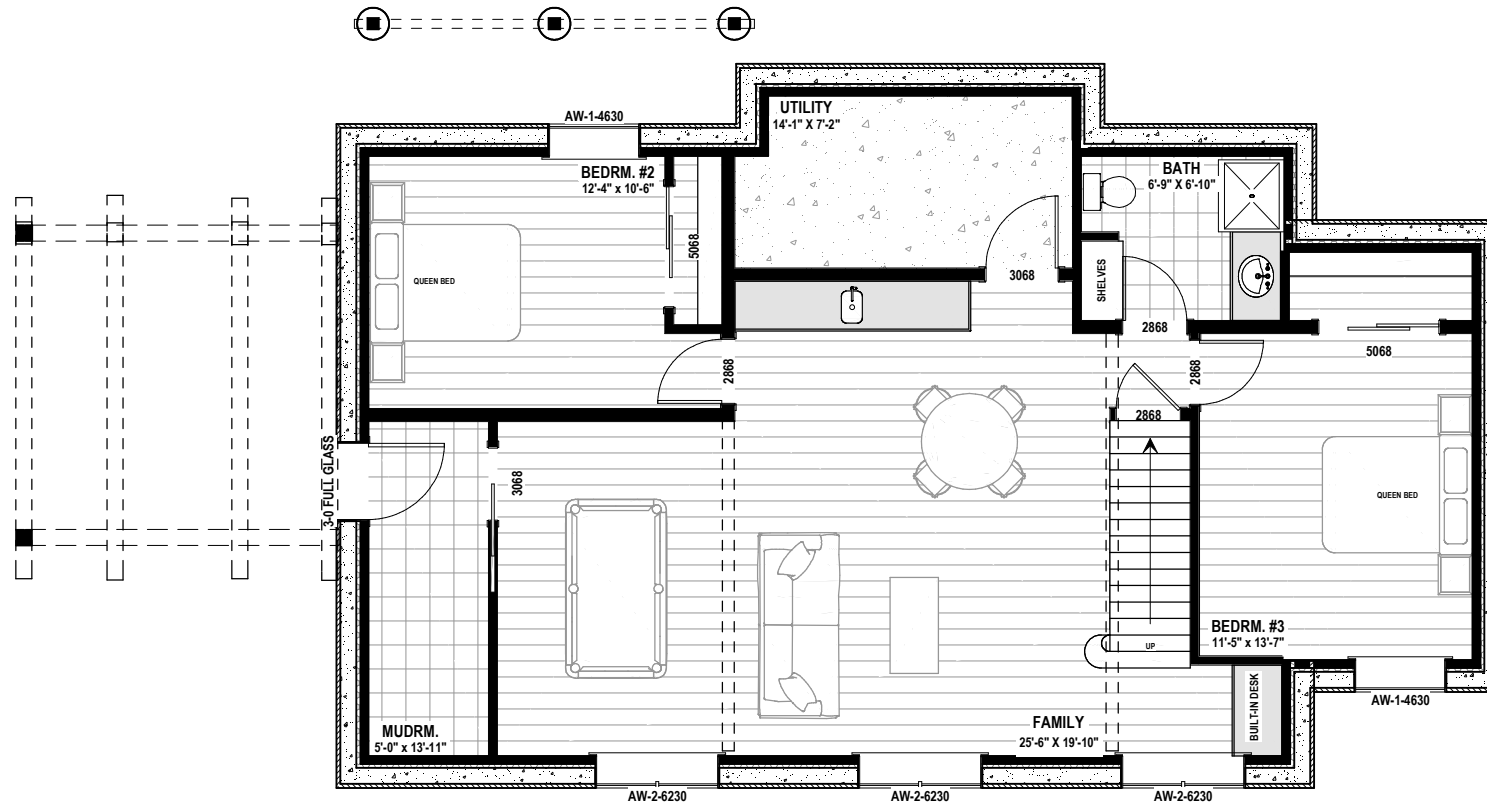 AW-1-4630
UTILITY
14'-1" X 7'-2"
BEDRM. #2
12'-4" x 10'-6"
BATH
6'-9" X 6'-10"
5068
QUEEN BED
3068
SHELVES
2868
2868
2868
5068
2868
3-0 FULL GLASS
3068
QUEEN BED
BEDRM. #3
11'-5" x 13'-7"
UP
BUILT-IN DESK
AW-1-4630
MUDRM.
5'-0" x 13'-11"
FAMILY
25'-6" X 19'-10"
AW-2-6230
AW-2-6230
AW-2-6230